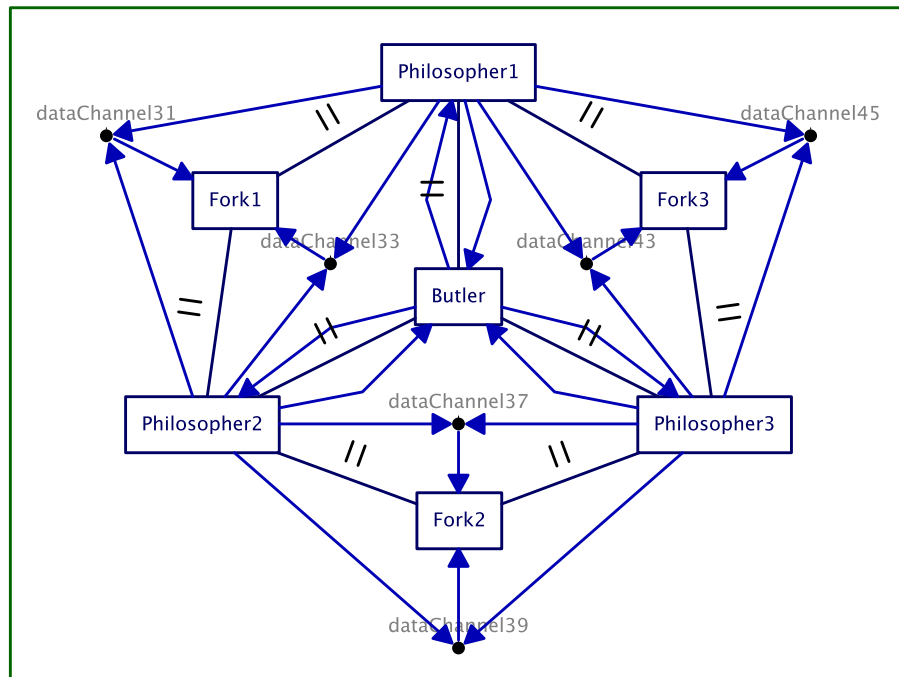 Philosopher1
dataChannel31
dataChannel45
Fork1
Fork3
dataChannel33
dataChannel43
Butler
dataChannel37
Philosopher2
Philosopher3
Fork2
dataChannel39